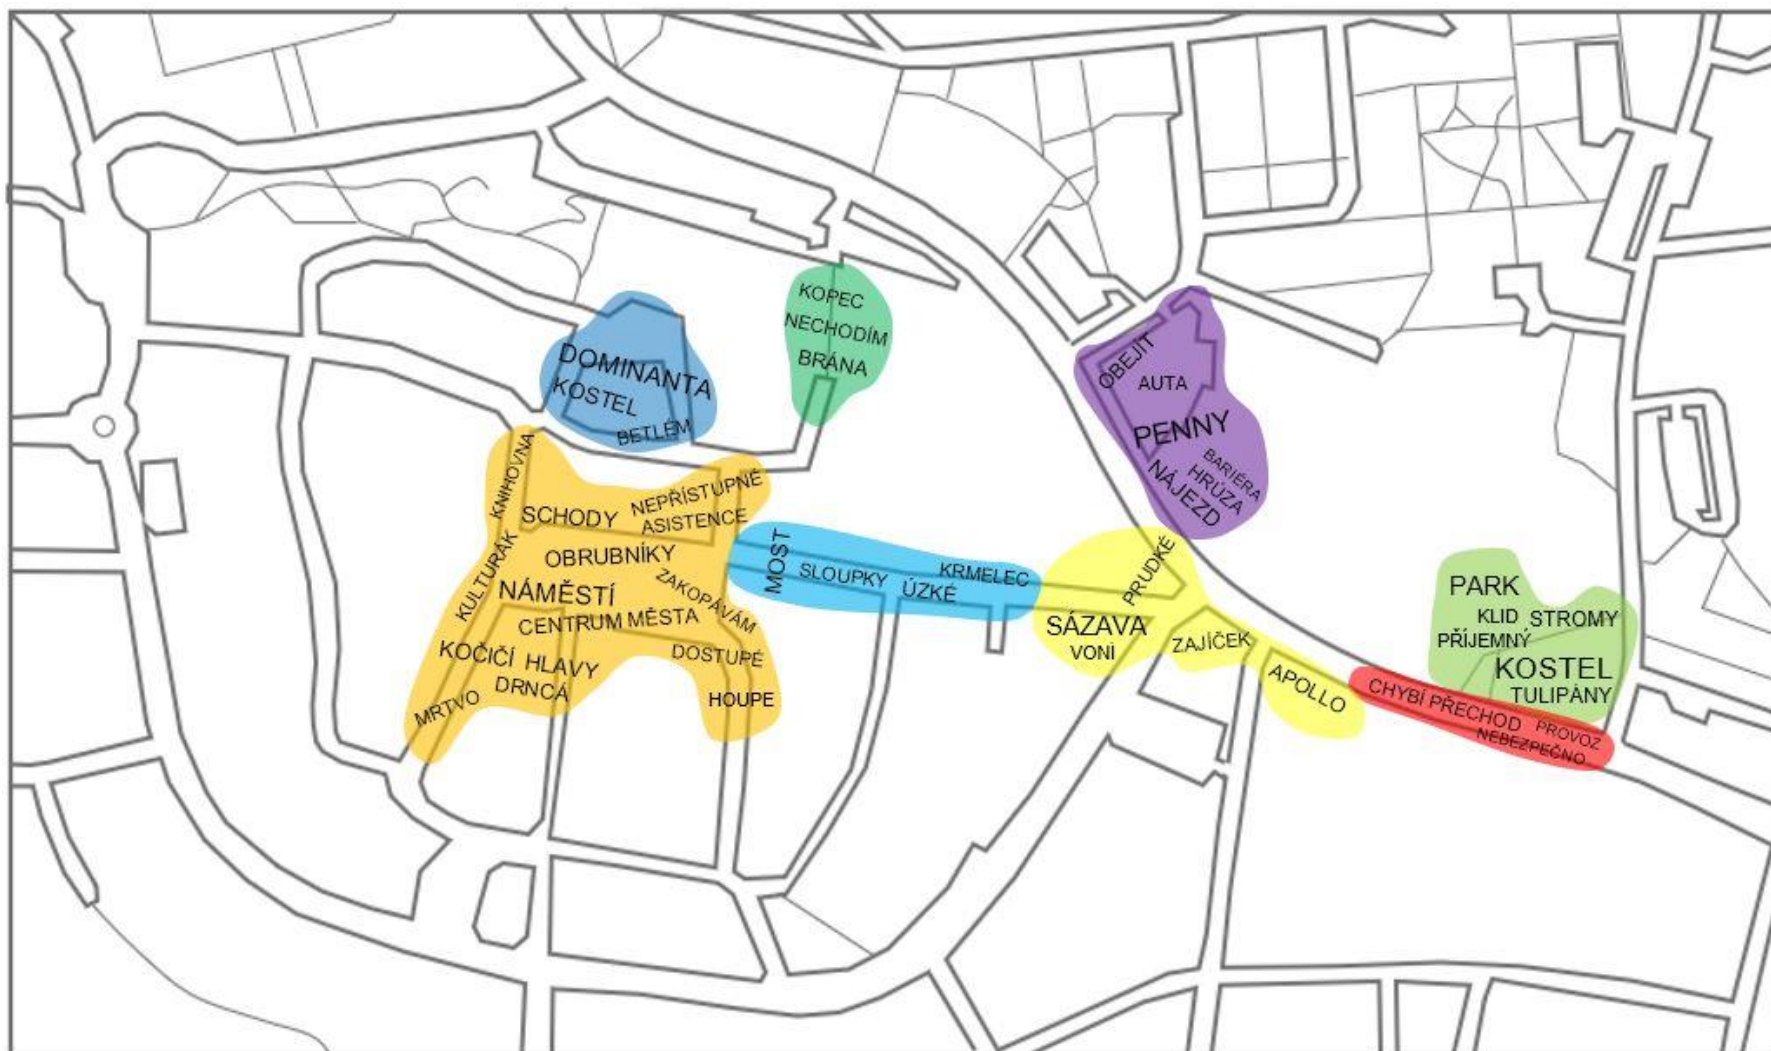 KOPEC
NECHODÍM
BRÁNA
DOMINANTA
KOSTEL
BETLÉM
OBEJÍT
AUTA
PENNY
BARIÉRA
HRŮZA
NÁJEZD
KNIHOVNA
SCHODY
NEPŘÍSTUPNÉ
ASISTENCE
KULTURÁK
OBRUBNÍKY
NÁMĚSTÍ
ZAKOPÁVÁM
CENTRUM MĚSTA
KOČIČÍ HLAVY
DRNCÁ
DOSTUPÉ
MRTVO
HOUPE
MOST
SLOUPKY
ÚZKÉ
KRMELEC
PRUDKÉ
SÁZAVA
VONÍ
ZAJÍČEK
APOLLO
PARK
KLID
STROMY
PŘÍJEMNÝ
KOSTEL
TULIPÁNY
CHYBÍ PŘECHOD
PROVOZ
NEBEZPEČNO